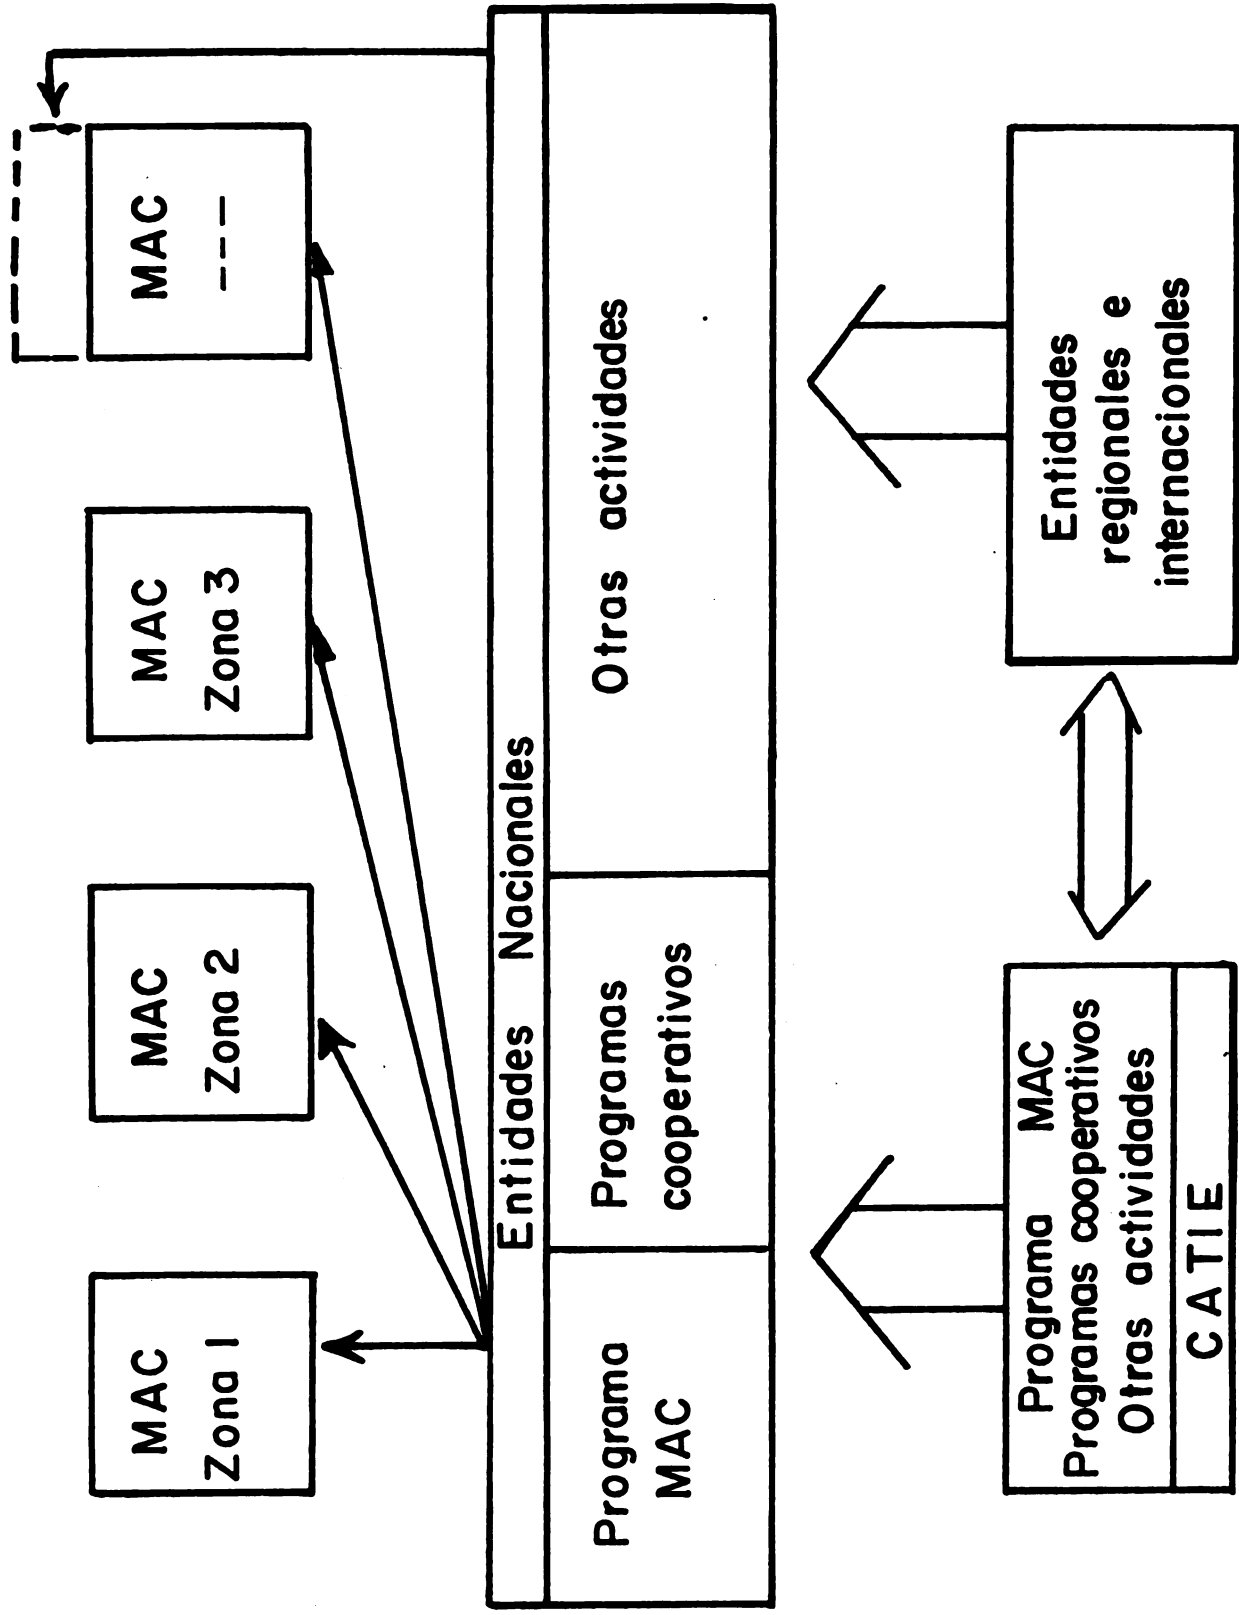 MAC
Zona 1
MAC
Zona 2
MAC
Zona 3
MAC
---
Entidades Nacionales
Programa
MAC
Programas
cooperativos
Otras actividades
Programa MAC
Programas cooperativos
Otras actividades
CATIE
Entidades
regionales e
internacionales